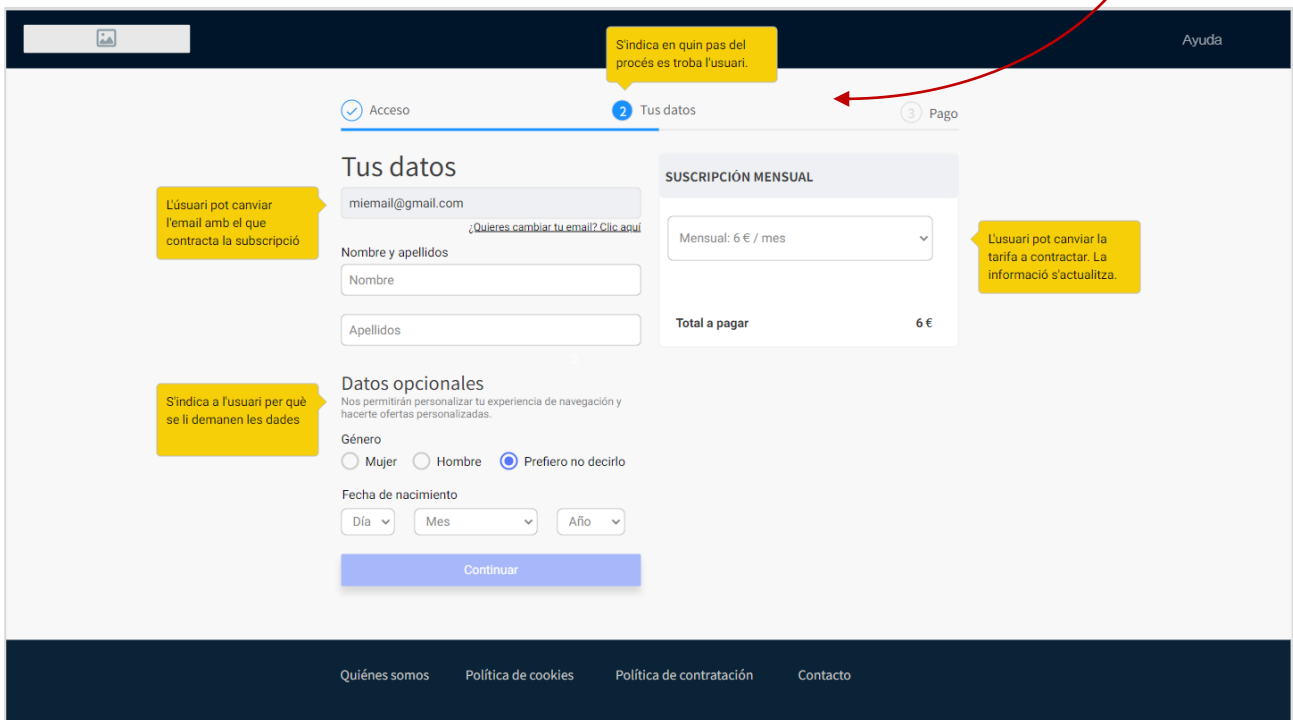 S'indica en quin pas del
procés es troba l'usuari.
Ayuda
Acceso
2 Tus datos
3 Pago
Tus datos
SUSCRIPCIÓN MENSUAL
L'úsuari pot canviar
l'email amb el que
contracta la subscripció
miemail@gmail.com
¿Quieres cambiar tu email? Clic aquí
Mensual: 6 € / mes
L'usuari pot canviar la
tarifa a contractar. La
informació s'actualitza.
Nombre y apellidos
Nombre
Apellidos
Total a pagar 6 €
S'indica a l'usuari per què
se li demanen les dades
Datos opcionales
Nos permitirán personalizar tu experiencia de navegación y
hacerte ofertas personalizadas.
Género
Mujer Hombre Prefiero no decirlo
Fecha de nacimiento
Día Mes Año
Continuar
Quiénes somos Política de cookies Política de contratación Contacto